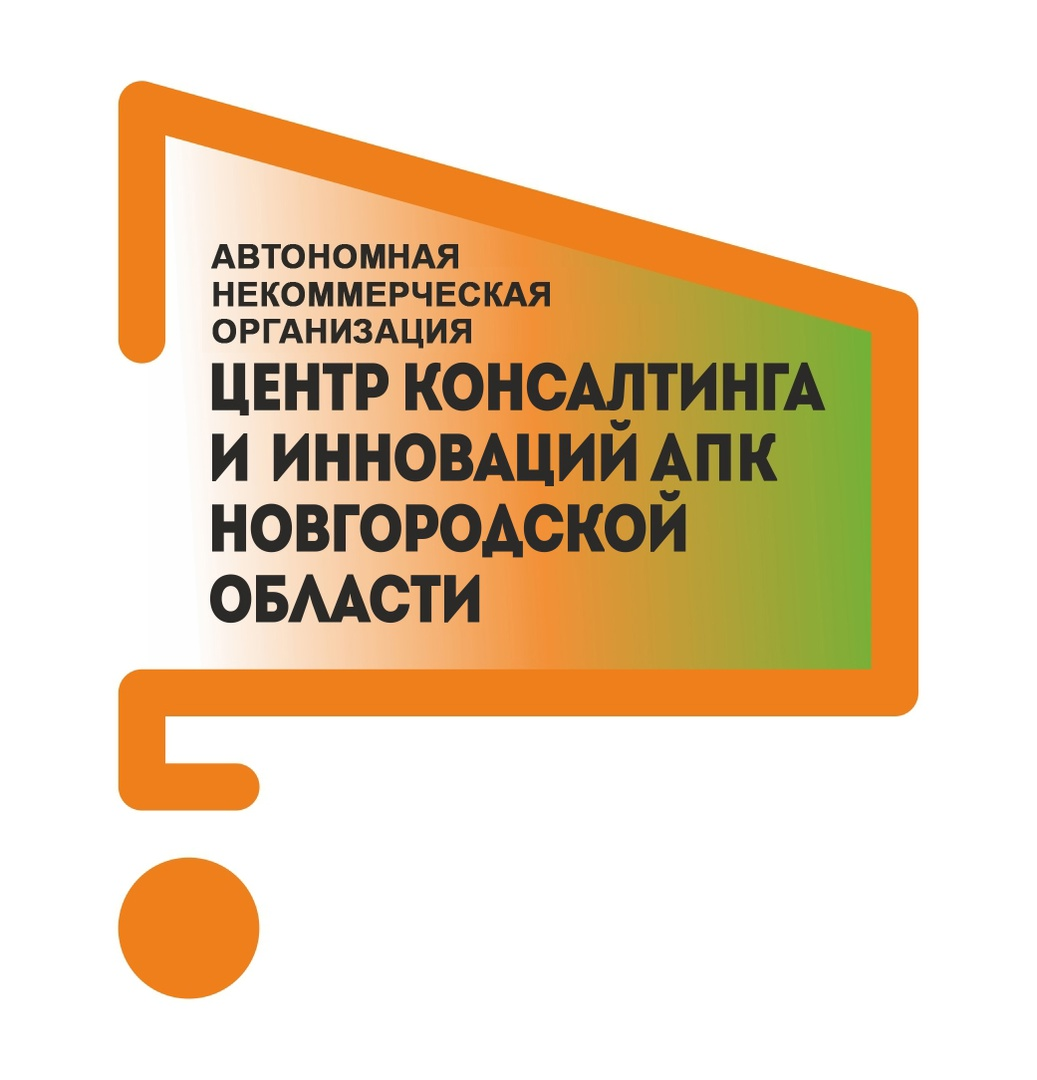 АВТОНОМНАЯ
НЕКОММЕРЧЕСКАЯ
ОРГАНИЗАЦИЯ
ЦЕНТР КОНСАЛТИНГА
И ИННОВАЦИЙ АПК
НОВГОРОДСКОЙ
ОБЛАСТИ